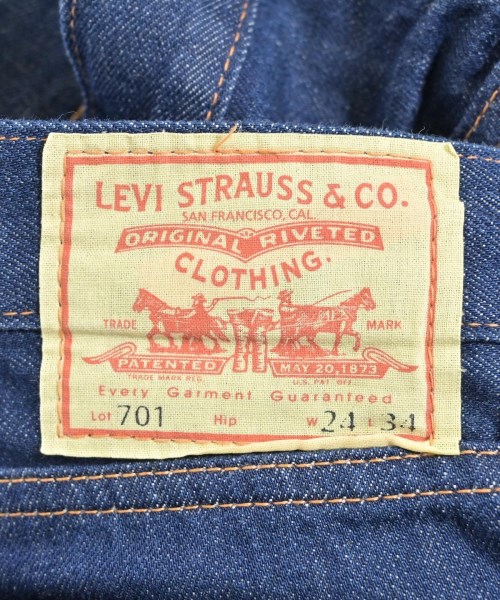 LEVI STRAUSS & CO.
SAN FRANCISCO, CAL.
ORIGINAL RIVETED
CLOTHING.
TRADE MARK
PATENTED MAY 20, 1873
TRADE MARK REG. U.S. PAT. OFF.
Every Garment Guaranteed
Lot 701 Hip W 24 L 34